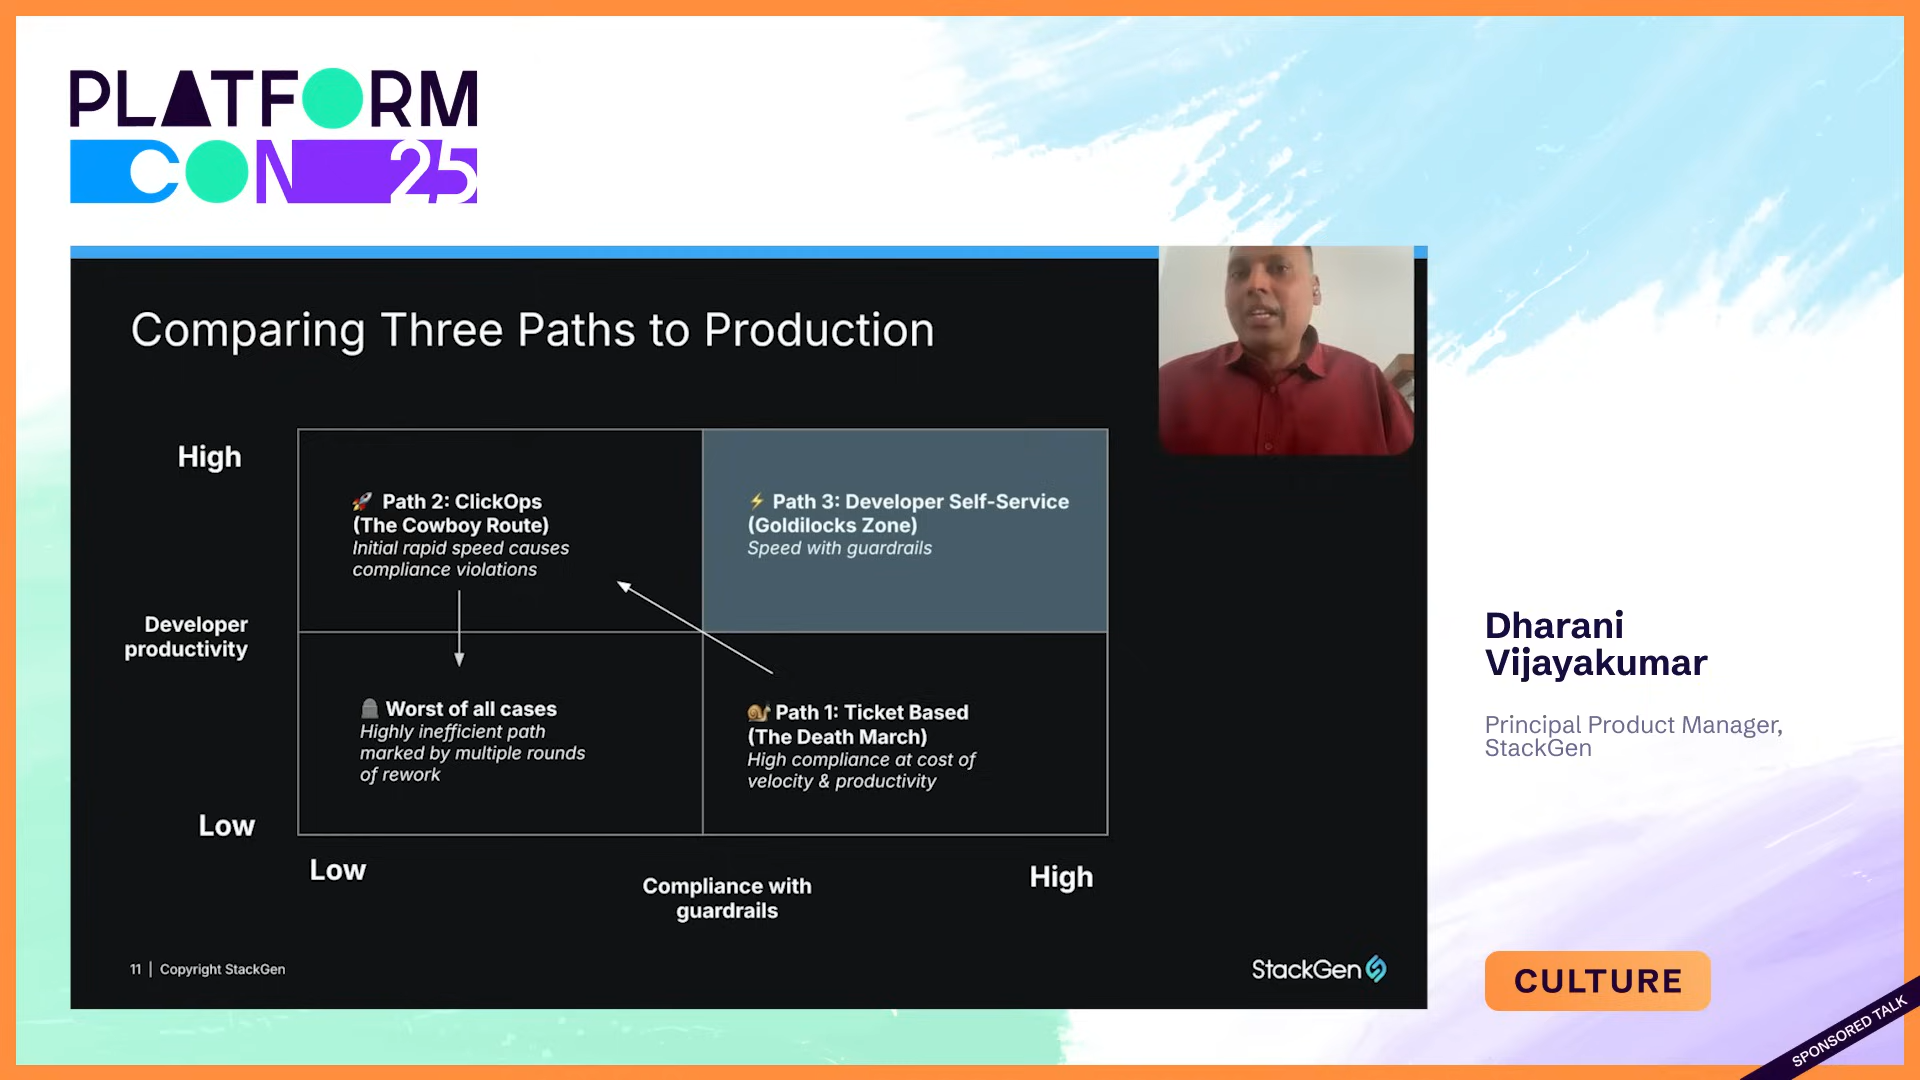 PLATFORM
CON 25
Comparing Three Paths to Production
High
Path 2: ClickOps
(The Cowboy Route)
Initial rapid speed causes
compliance violations
Path 3: Developer Self-Service
(Goldilocks Zone)
Speed with guardrails
Developer
productivity
Worst of all cases
Highly inefficient path
marked by multiple rounds
of rework
Path 1: Ticket Based
(The Death March)
High compliance at cost of
velocity & productivity
Low
Low
Compliance with
guardrails
High
11 | Copyright StackGen
StackGen
Dharani
Vijayakumar
Principal Product Manager,
StackGen
CULTURE
SPONSORED TALK